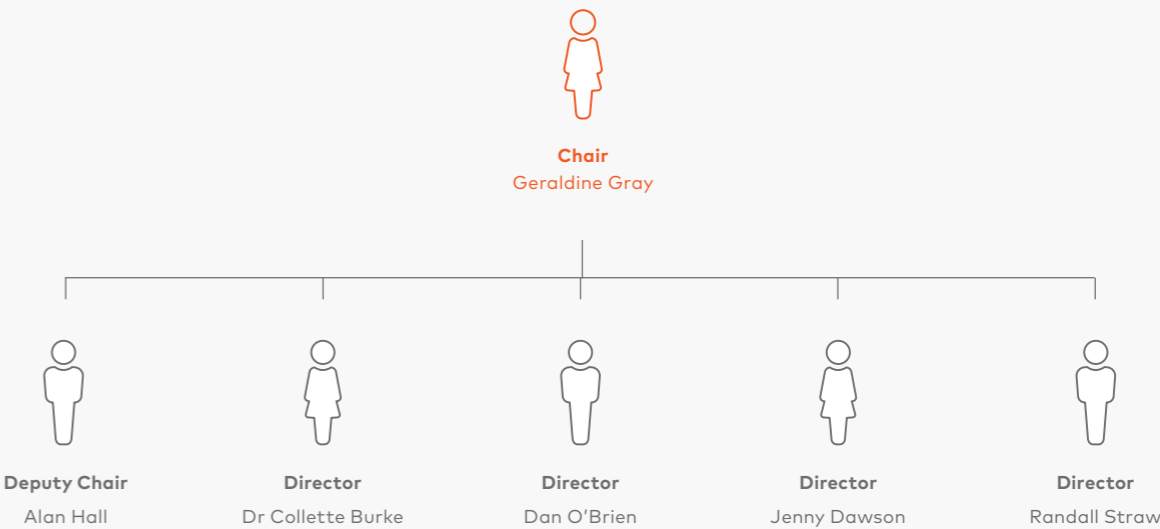 Chair
Geraldine Gray
Deputy Chair
Director
Director
Director
Director
Alan Hall
Dr Collette Burke
Dan O’Brien
Jenny Dawson
Randall Straw